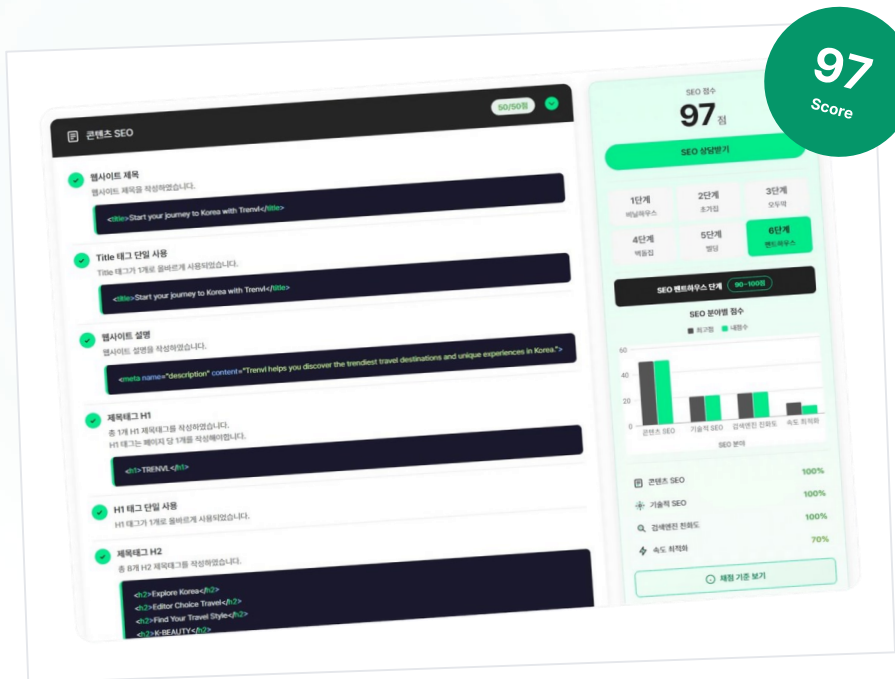 97
Score
콘텐츠 SEO
50/50점
웹사이트 제목
웹사이트 제목을 작성하였습니다.
<title>Start your journey to Korea with Trenvl</title>
Title 태그 단일 사용
Title 태그가 1개로 올바르게 사용되었습니다.
<title>Start your journey to Korea with Trenvl</title>
웹사이트 설명
웹사이트 설명을 작성하였습니다.
<meta name="description" content="Trenvl helps you discover the trendiest travel destinations and unique experiences in Korea.">
제목태그 H1
총 1개 H1 제목태그를 작성하였습니다.
H1 태그는 페이지 당 1개를 작성해야합니다.
<h1>TRENVL</h1>
H1 태그 단일 사용
H1 태그가 1개로 올바르게 사용되었습니다.
제목태그 H2
총 8개 H2 제목태그를 작성하였습니다.
<h2>Explore Korea</h2>
<h2>Editor Choice Travel</h2>
<h2>Find Your Travel Style</h2>
<h2>K-BEAUTY</h2>
SEO 점수
97점
SEO 상담받기
1단계
비닐하우스
2단계
초가집
3단계
오두막
4단계
벽돌집
5단계
빌딩
6단계
펜트하우스
SEO 펜트하우스 단계
90~100점
SEO 분야별 점수
최고점
내점수
60
40
20
0
콘텐츠 SEO
기술적 SEO
검색엔진 친화도
속도 최적화
SEO 분야
콘텐츠 SEO
100%
기술적 SEO
100%
검색엔진 친화도
100%
속도 최적화
70%
채점 기준 보기